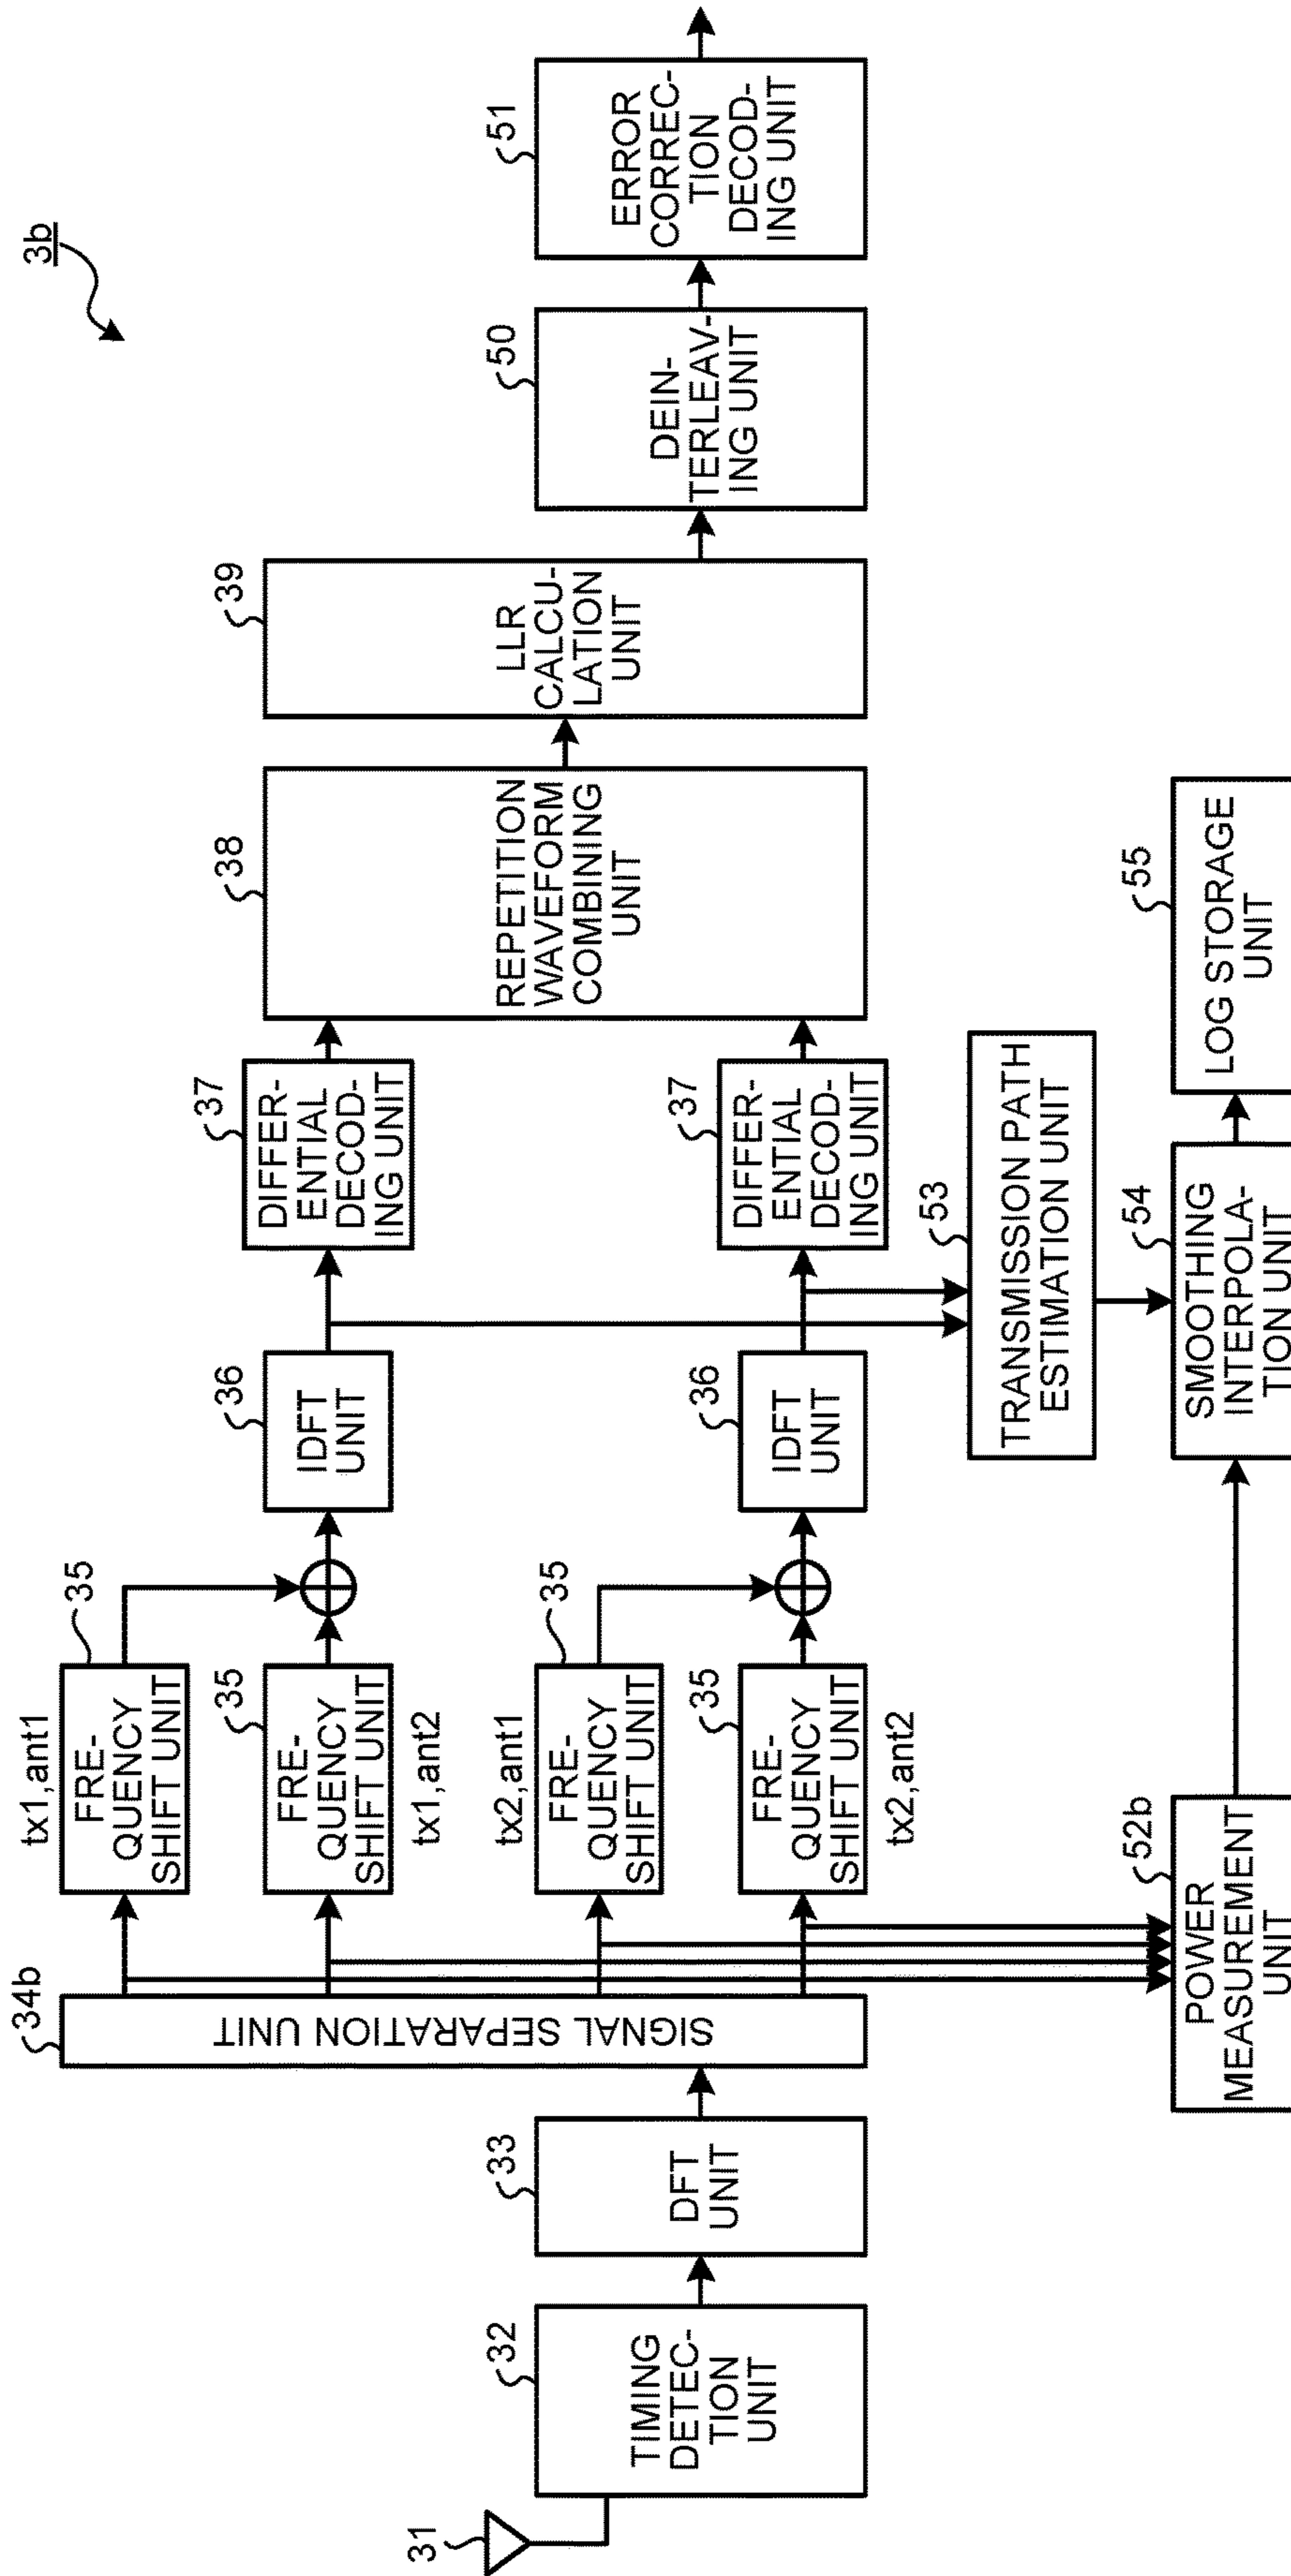 3b
31
32
TIMING
DETEC-
TION
UNIT
33
DFT
UNIT
34b
SIGNAL SEPARATION UNIT
tx1,ant1
35
FRE-
QUENCY
SHIFT UNIT
35
FRE-
QUENCY
SHIFT UNIT
tx1,ant2
tx2,ant1
35
FRE-
QUENCY
SHIFT UNIT
35
FRE-
QUENCY
SHIFT UNIT
tx2,ant2
36
IDFT
UNIT
36
IDFT
UNIT
37
DIFFER-
ENTIAL
DECOD-
ING UNIT
37
DIFFER-
ENTIAL
DECOD-
ING UNIT
38
REPETITION
WAVEFORM
COMBINING
UNIT
39
LLR
CALCU-
LATION
UNIT
50
DEIN-
TERLEAV-
ING UNIT
51
ERROR
CORREC-
TION
DECOD-
ING UNIT
52b
POWER
MEASUREMENT
UNIT
53
TRANSMISSION PATH
ESTIMATION UNIT
54
SMOOTHING
INTERPOLA-
TION UNIT
55
LOG STORAGE
UNIT